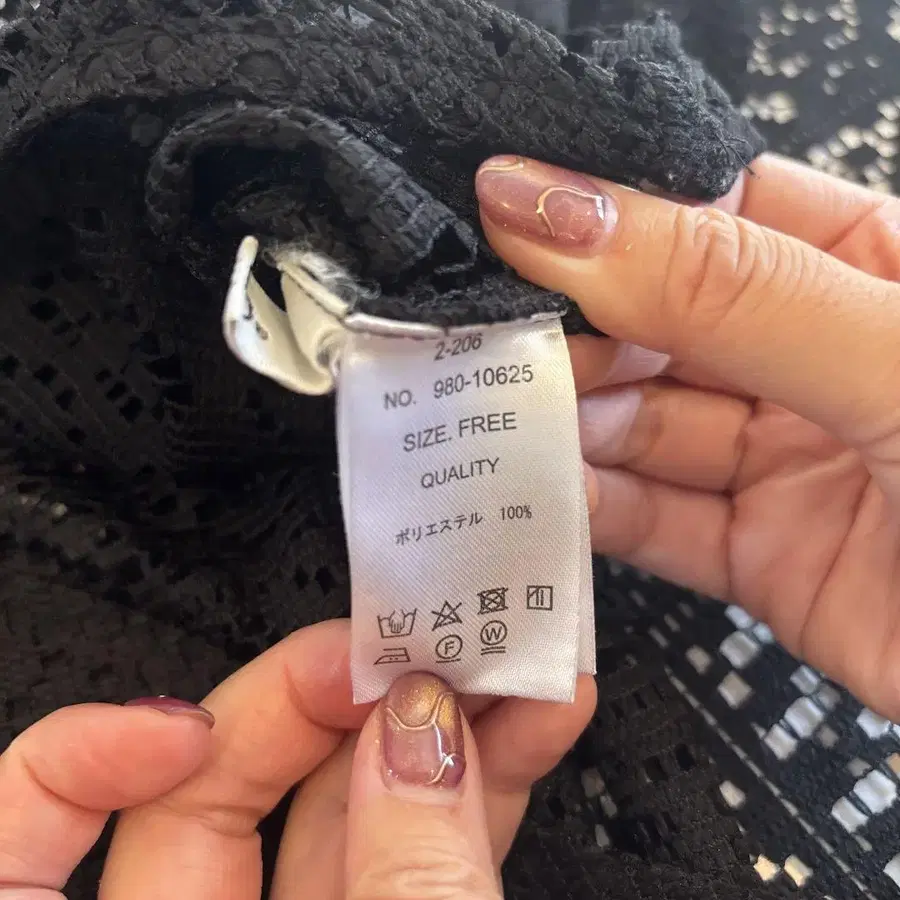 2-206
NO. 980-10625
SIZE. FREE
QUALITY
ポリエステル 100%
F W